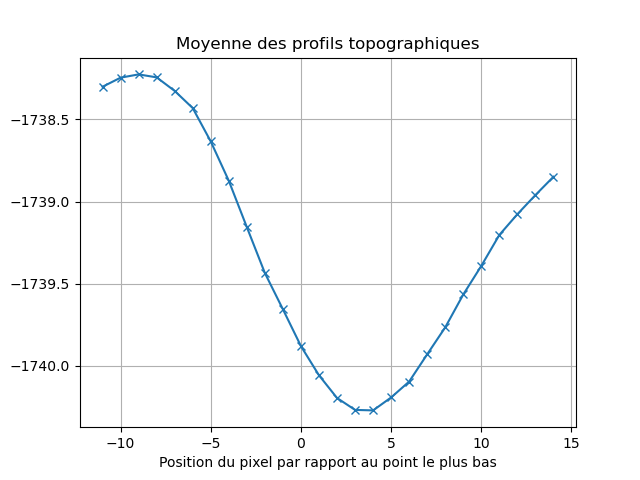 Moyenne des profils topographiques
−1738.5
−1739.0
−1739.5
−1740.0
−10 −5 0 5 10 15
Position du pixel par rapport au point le plus bas